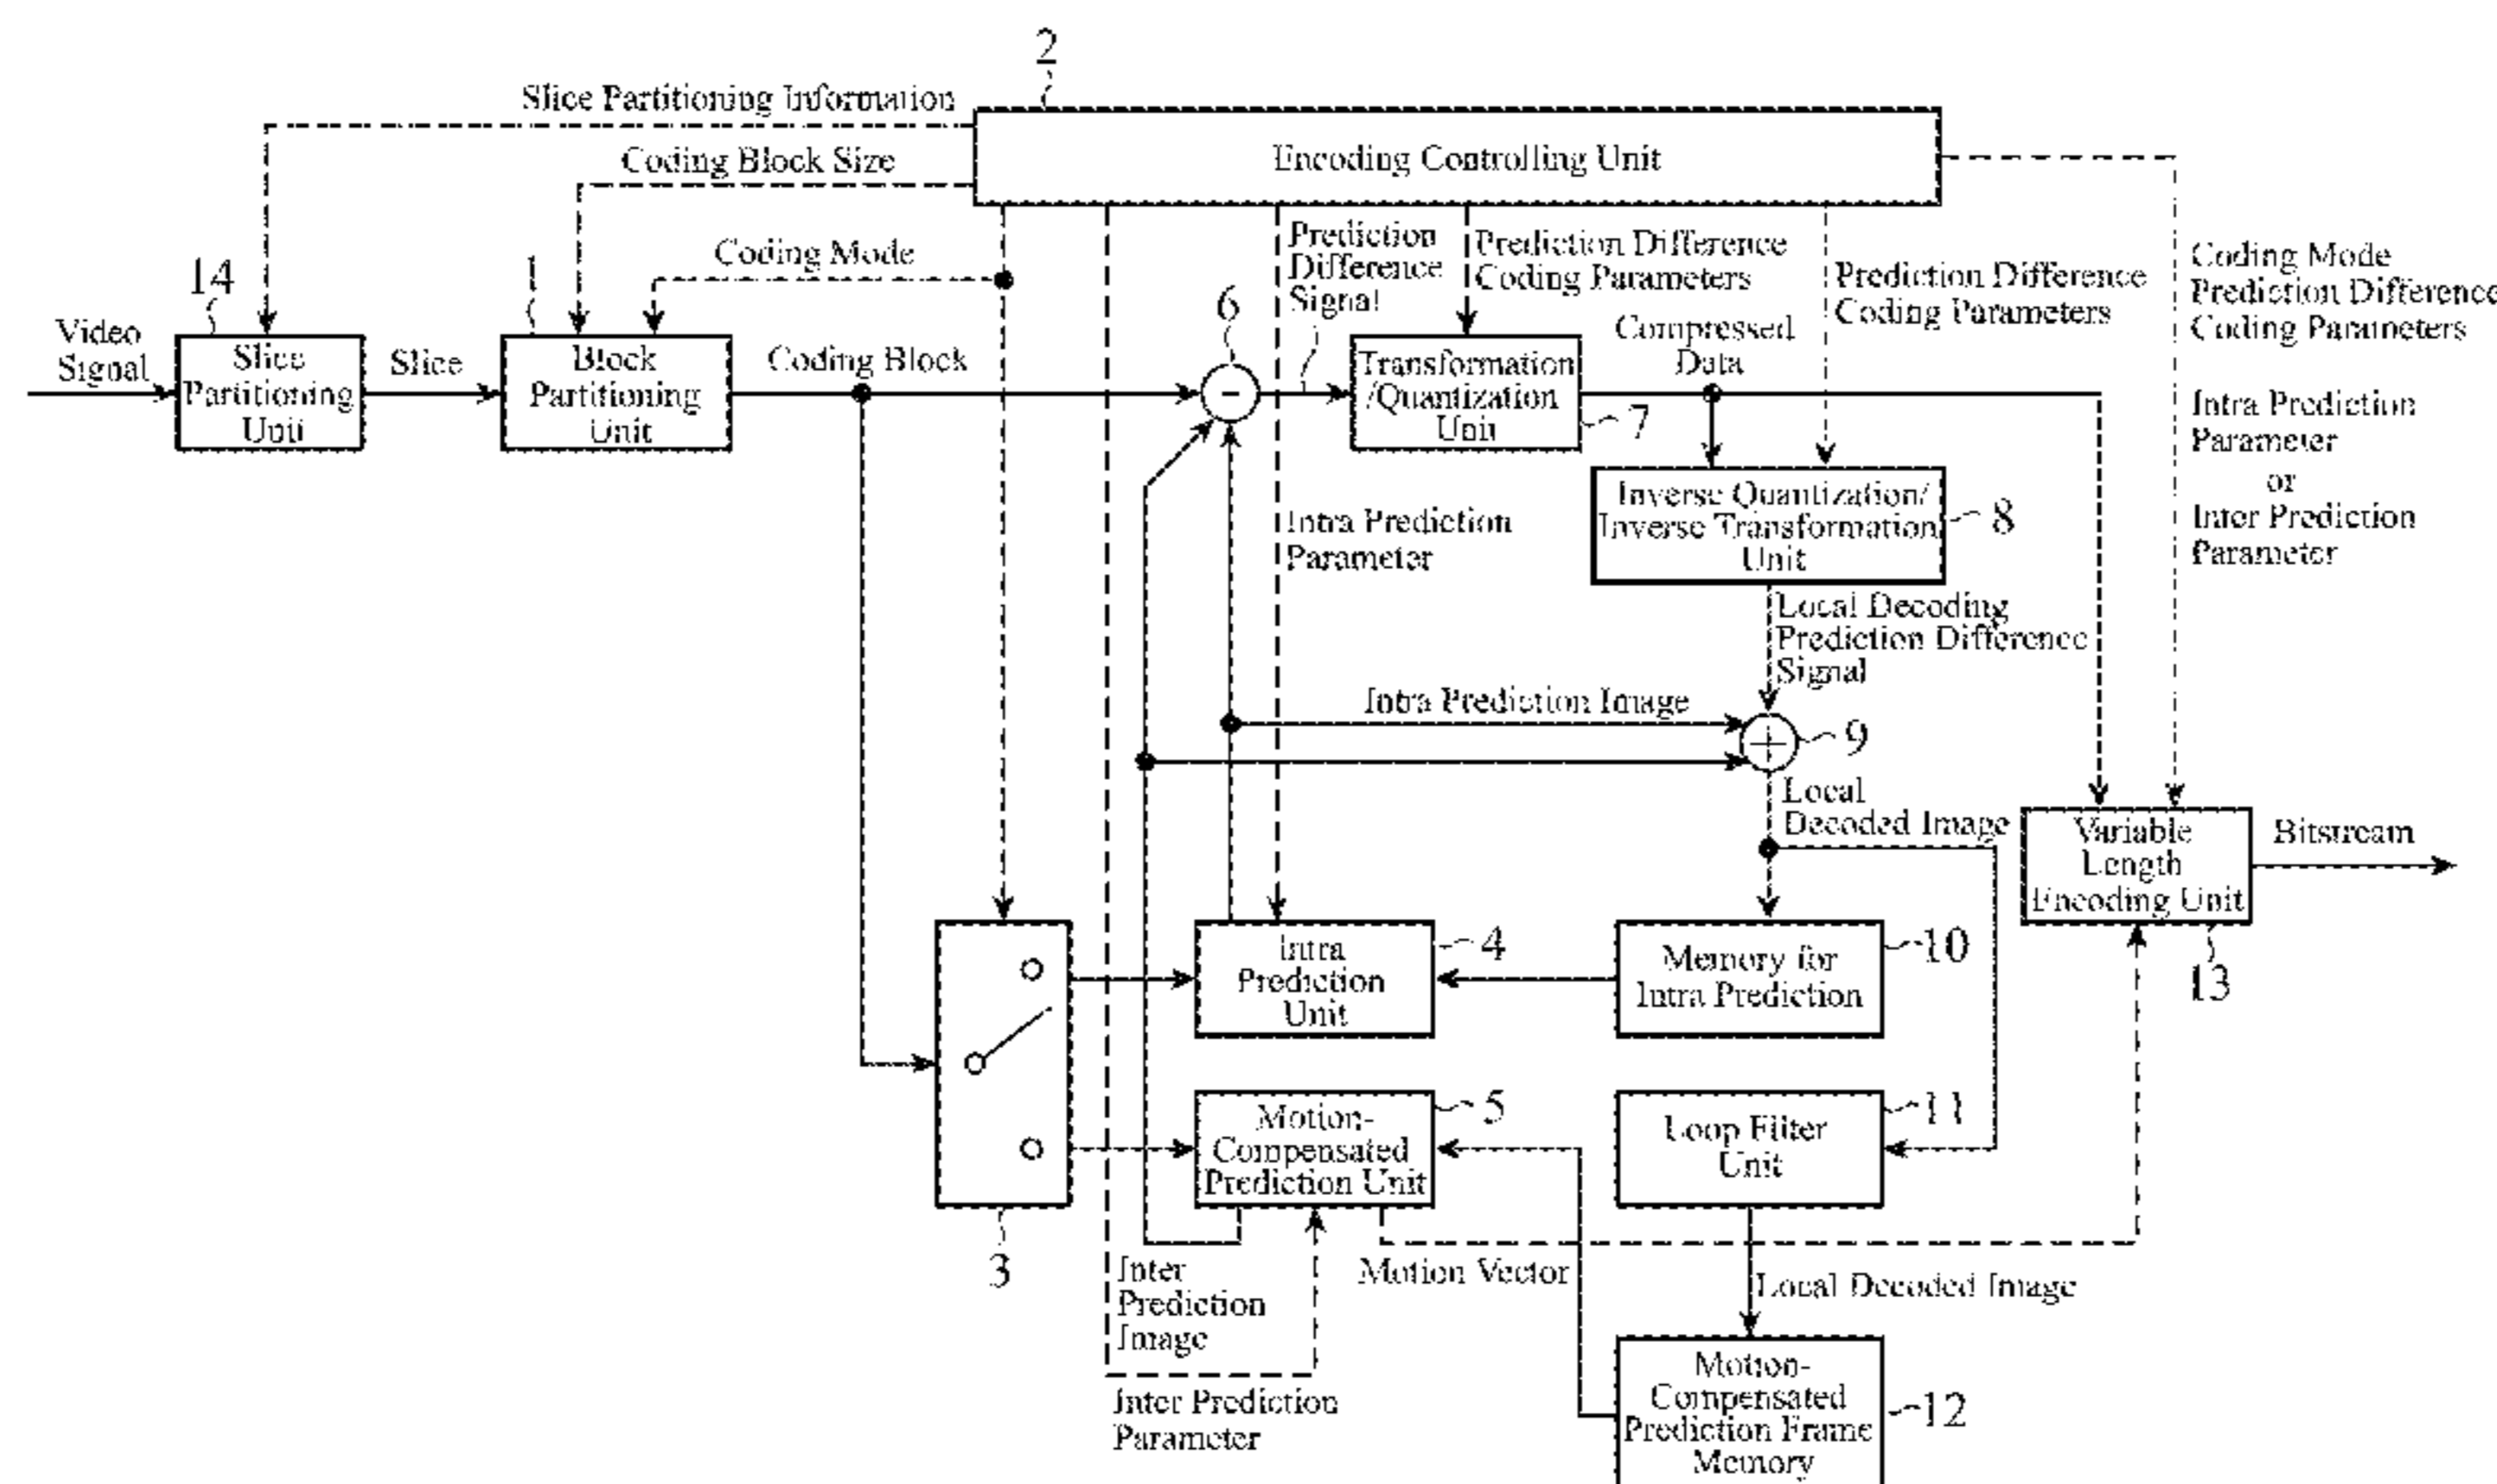 2
Slice Partitioning Information
Encoding Controlling Unit
Coding Block Size
Coding Mode
14
1
6
Prediction
Difference
Signal
Prediction Difference
Coding Parameters
Prediction Difference
Coding Parameters
Coding Mode
Prediction Difference
Coding Parameters
Intra Prediction
Parameter
or
Inter Prediction
Parameter
Video
Signal
Slice
Partitioning
Unit
Slice
Block
Partitioning
Unit
Coding Block
-
Transformation
/Quantization
Unit
7
Compressed
Data
Inverse Quantization/
Inverse Transformation
Unit
8
Intra Prediction
Parameter
Local Decoding
Prediction Difference
Signal
Intra Prediction Image
+
9
Local
Decoded Image
Variable
Length
Encoding Unit
13
Bitstream
3
Intra
Prediction
Unit
4
Memory for
Intra Prediction
10
Motion-
Compensated
Prediction Unit
5
Loop Filter
Unit
11
Inter
Prediction
Image
Motion Vector
Local Decoded Image
Inter Prediction
Parameter
Motion-
Compensated
Prediction Frame
Memory
12